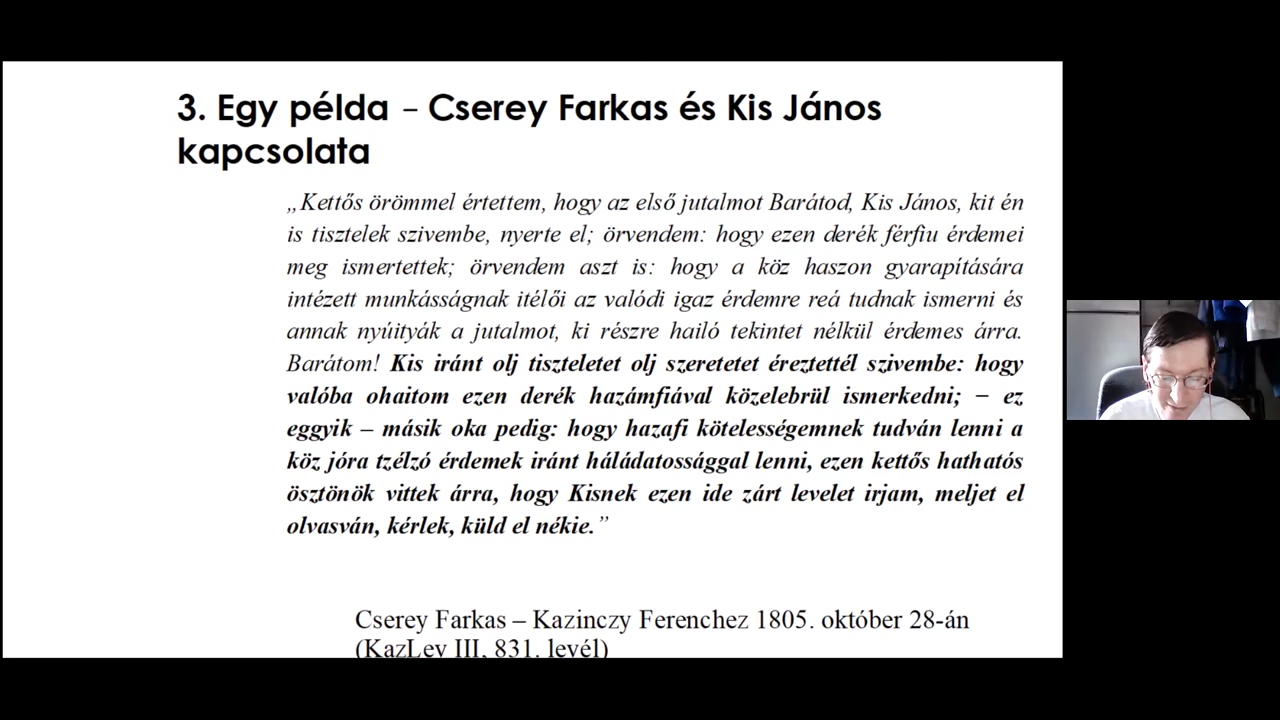 3. Egy példa – Cserey Farkas és Kis János
kapcsolata
„Kettős örömmel értettem, hogy az első jutalmot Barátod, Kis János, kit én
is tisztelek szivembe, nyerte el; örvendem: hogy ezen derék férfiu érdemei
meg ismertettek; örvendem aszt is: hogy a köz haszon gyarapítására
intézett munkásságnak itélői az valódi igaz érdemre reá tudnak ismerni és
annak nyúityák a jutalmot, ki részre hailó tekintet nélkül érdemes árra.
Barátom! Kis iránt olj tiszteletet olj szeretetet éreztettél szivembe: hogy
valóba ohaitom ezen derék hazámfiával közelebrül ismerkedni; − ez
eggyik – másik oka pedig: hogy hazafi kötelességemnek tudván lenni a
köz jóra tzélzó érdemek iránt háládatossággal lenni, ezen kettős hathatós
ösztönök vittek árra, hogy Kisnek ezen ide zárt levelet irjam, meljet el
olvasván, kérlek, küld el nékie.”
Cserey Farkas – Kazinczy Ferenchez 1805. október 28-án
(KazLev III, 831. levél)